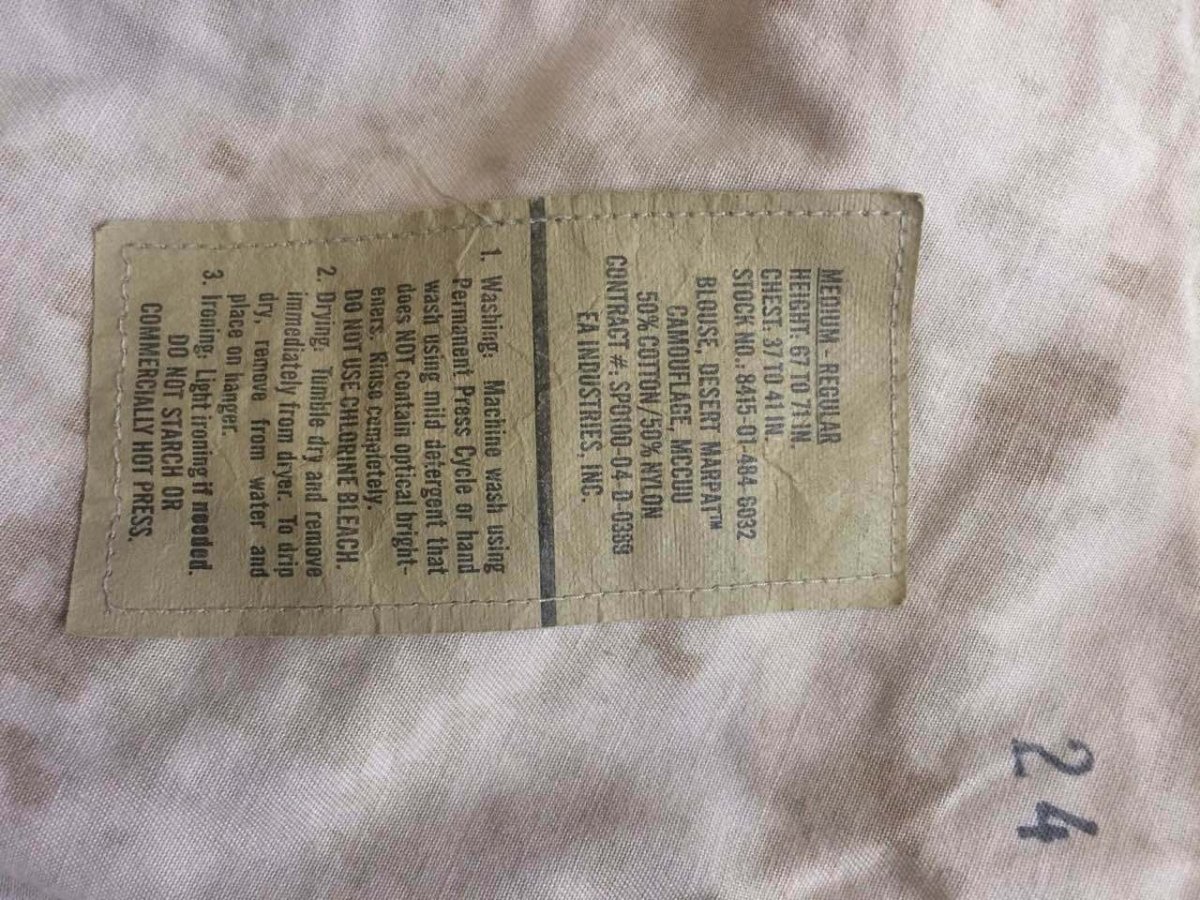 MEDIUM - REGULAR
HEIGHT: 67 TO 71 IN.
CHEST: 37 TO 41 IN.
STOCK NO.: 8415-01-484-6032
BLOUSE, DESERT MARPAT™
CAMOUFLAGE, MCCUU
50% COTTON/50% NYLON
CONTRACT #: SPO100-04-D-0389
EA INDUSTRIES, INC.
1. Washing: Machine wash using
Permanent Press Cycle or hand
wash using mild detergent that
does NOT contain optical bright-
eners. Rinse completely.
DO NOT USE CHLORINE BLEACH.
2. Drying: Tumble dry and remove
immediately from dryer. To drip
dry, remove from water and
place on hanger.
3. Ironing: Light ironing if needed.
DO NOT STARCH OR
COMMERCIALLY HOT PRESS.
24